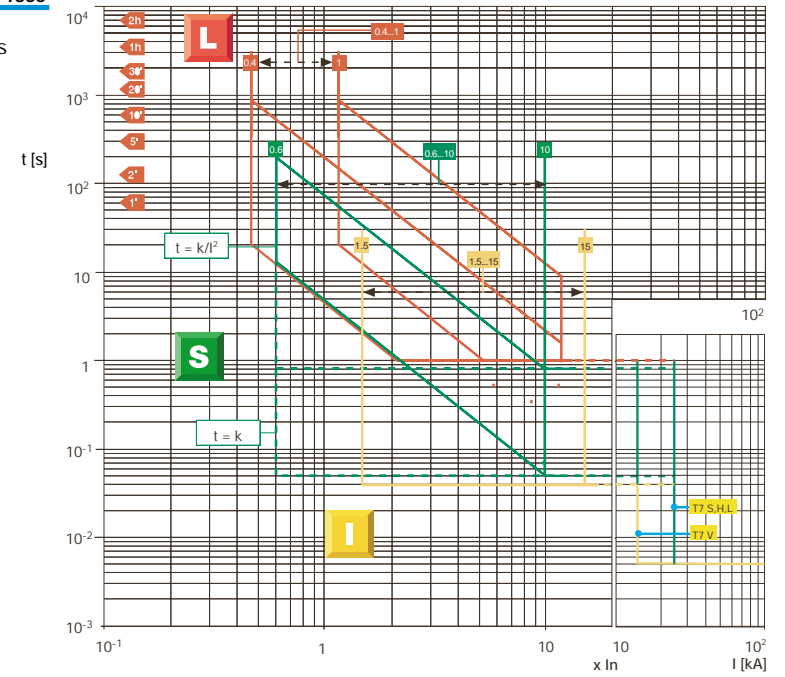 10⁴
2h
L
0.4...1
s
1h
0.4
1
30'
20'
10³
10'
5'
0.6
0.6...10
10
t [s]
2'
10²
1'
t = k/I²
1.5
15
1.5...15
10
10²
S
1
t = k
10⁻¹
T7 S,H,L
I
T7 V
10⁻²
10⁻³
10⁻¹
1
10
10
10²
x In
I [kA]